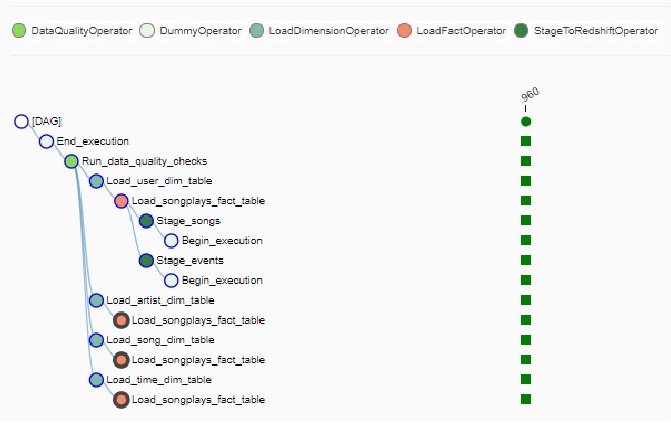 DataQualityOperator DummyOperator LoadDimensionOperator LoadFactOperator StageToRedshiftOperator
.960
[DAG]
End_execution
Run_data_quality_checks
Load_user_dim_table
Load_songplays_fact_table
Stage_songs
Begin_execution
Stage_events
Begin_execution
Load_artist_dim_table
Load_songplays_fact_table
Load_song_dim_table
Load_songplays_fact_table
Load_time_dim_table
Load_songplays_fact_table